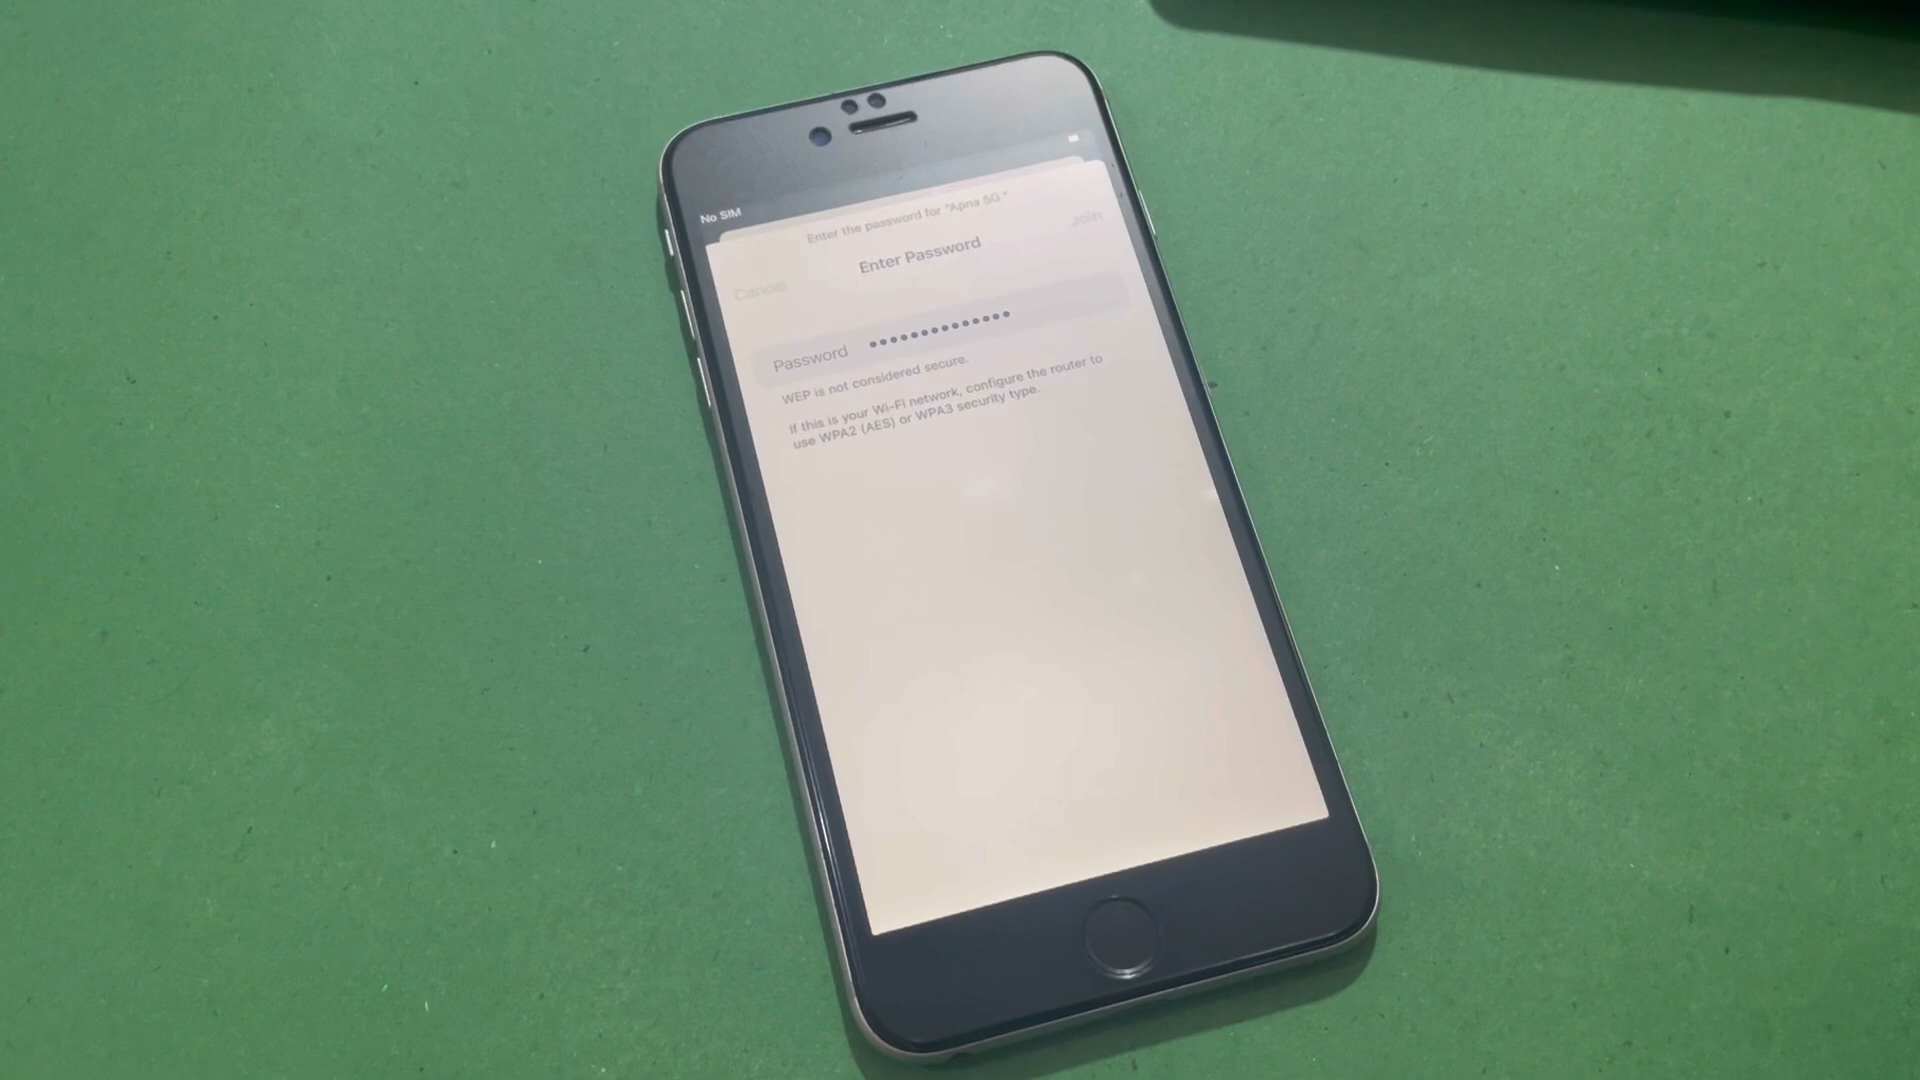 No SIM
Enter the password for "Apna 5G "
Cancel
Enter Password
Join
Password ••••••••••••••
WEP is not considered secure.
If this is your Wi-Fi network, configure the router to
use WPA2 (AES) or WPA3 security type.